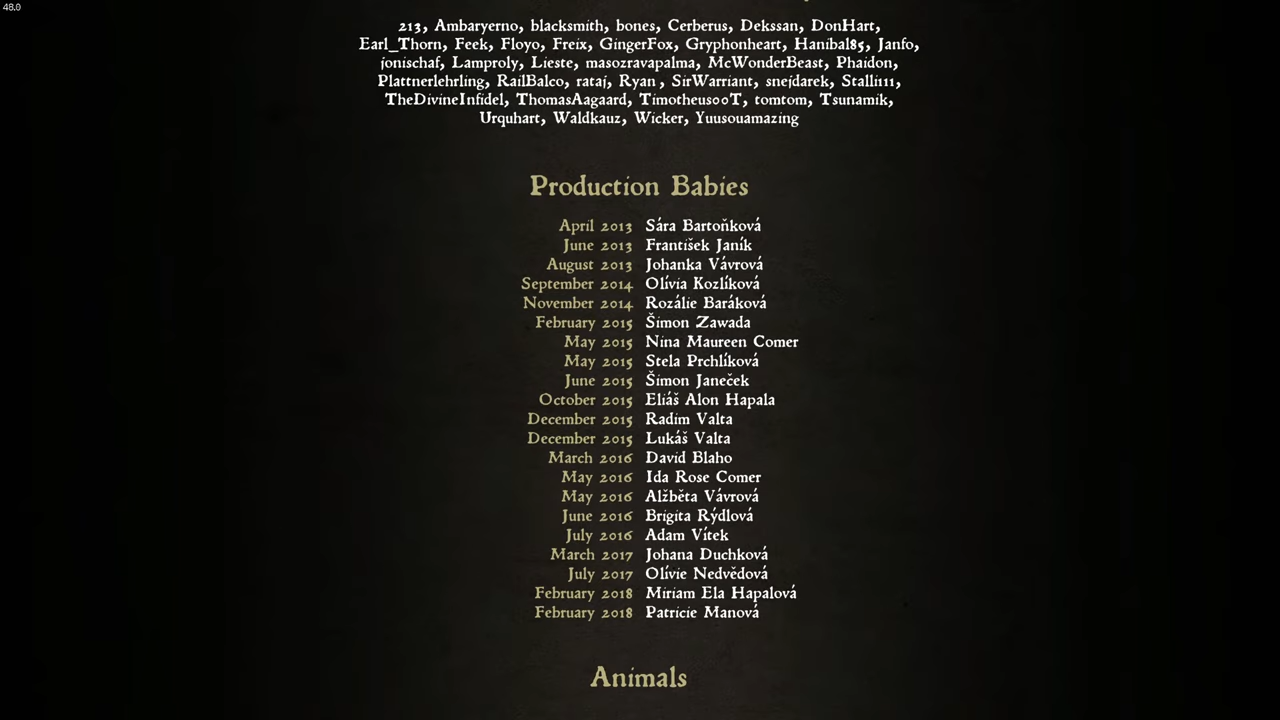 48.0
213, Ambaryerno, blacksmith, bones, Cerberus, Dekssan, DonHart,
Earl_Thorn, Feek, Floyo, Freix, GingerFox, Gryphonheart, Hanibal85, Janfo,
jonischaf, Lamproly, Lieste, masozravapalma, McWonderBeast, Phaidon,
Plattnerlehrling, RailBalco, rataj, Ryan , SirWarriant, snejdarek, Stalli111,
TheDivineInfidel, ThomasAagaard, Timotheus00T, tomtom, Tsunamik,
Urquhart, Waldkauz, Wicker, Yuusouamazing
Production Babies
April 2013 Sára Bartoňková
June 2013 František Janík
August 2013 Johanka Vávrová
September 2014 Olívia Kozlíková
November 2014 Rozálie Baráková
February 2015 Šimon Zawada
May 2015 Nina Maureen Comer
May 2015 Stela Prchlíková
June 2015 Šimon Janeček
October 2015 Eliáš Alon Hapala
December 2015 Radim Valta
December 2015 Lukáš Valta
March 2016 David Blaho
May 2016 Ida Rose Comer
May 2016 Alžběta Vávrová
June 2016 Brigita Rýdlová
July 2016 Adam Vítek
March 2017 Johana Duchková
July 2017 Olívie Nedvědová
February 2018 Miriam Ela Hapalová
February 2018 Patricie Manová
Animals